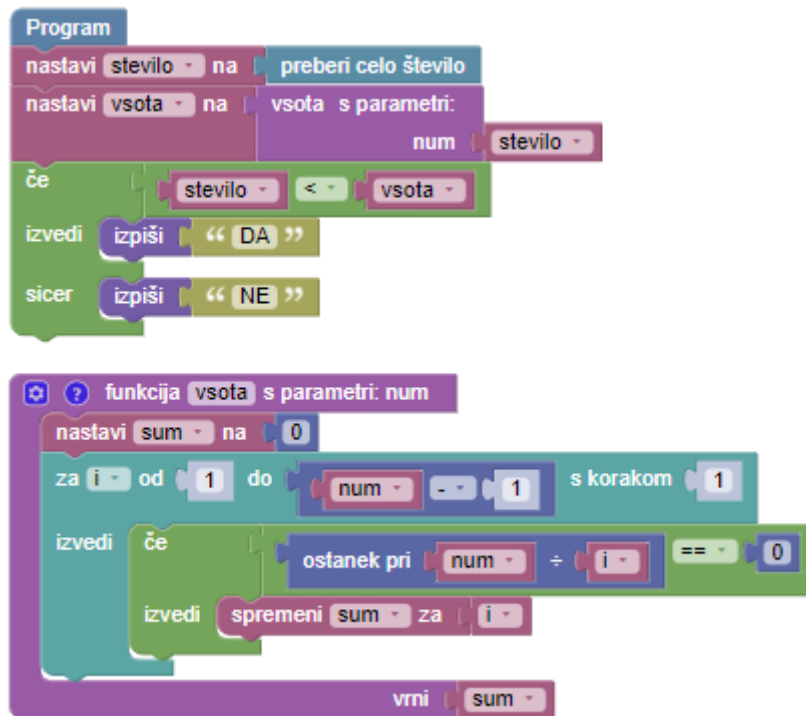 Program
nastavi stevilo na preberi celo število
nastavi vsota na vsota s parametri:
num stevilo
če stevilo < vsota
izvedi izpiši “ DA ”
sicer izpiši “ NE ”
? funkcija vsota s parametri: num
nastavi sum na 0
za i od 1 do num - 1 s korakom 1
izvedi če ostanek pri num ÷ i == 0
izvedi spremeni sum za i
vrni sum